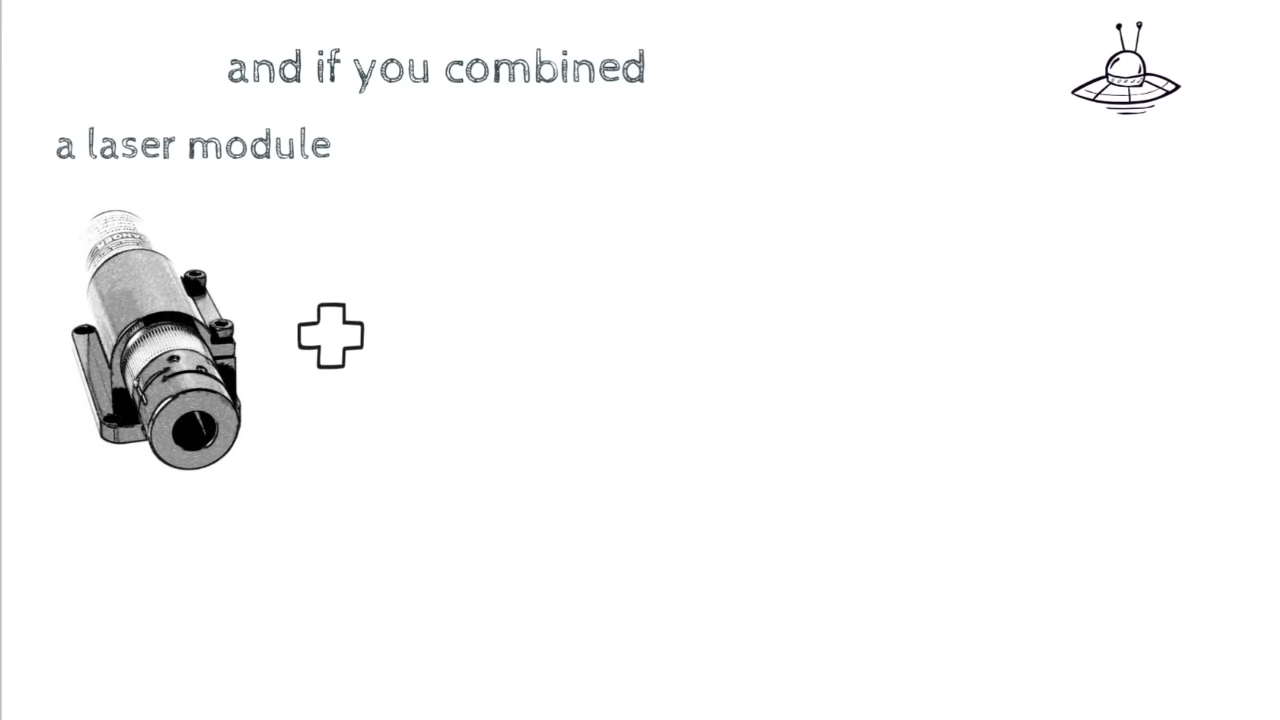 and if you combined
a laser module